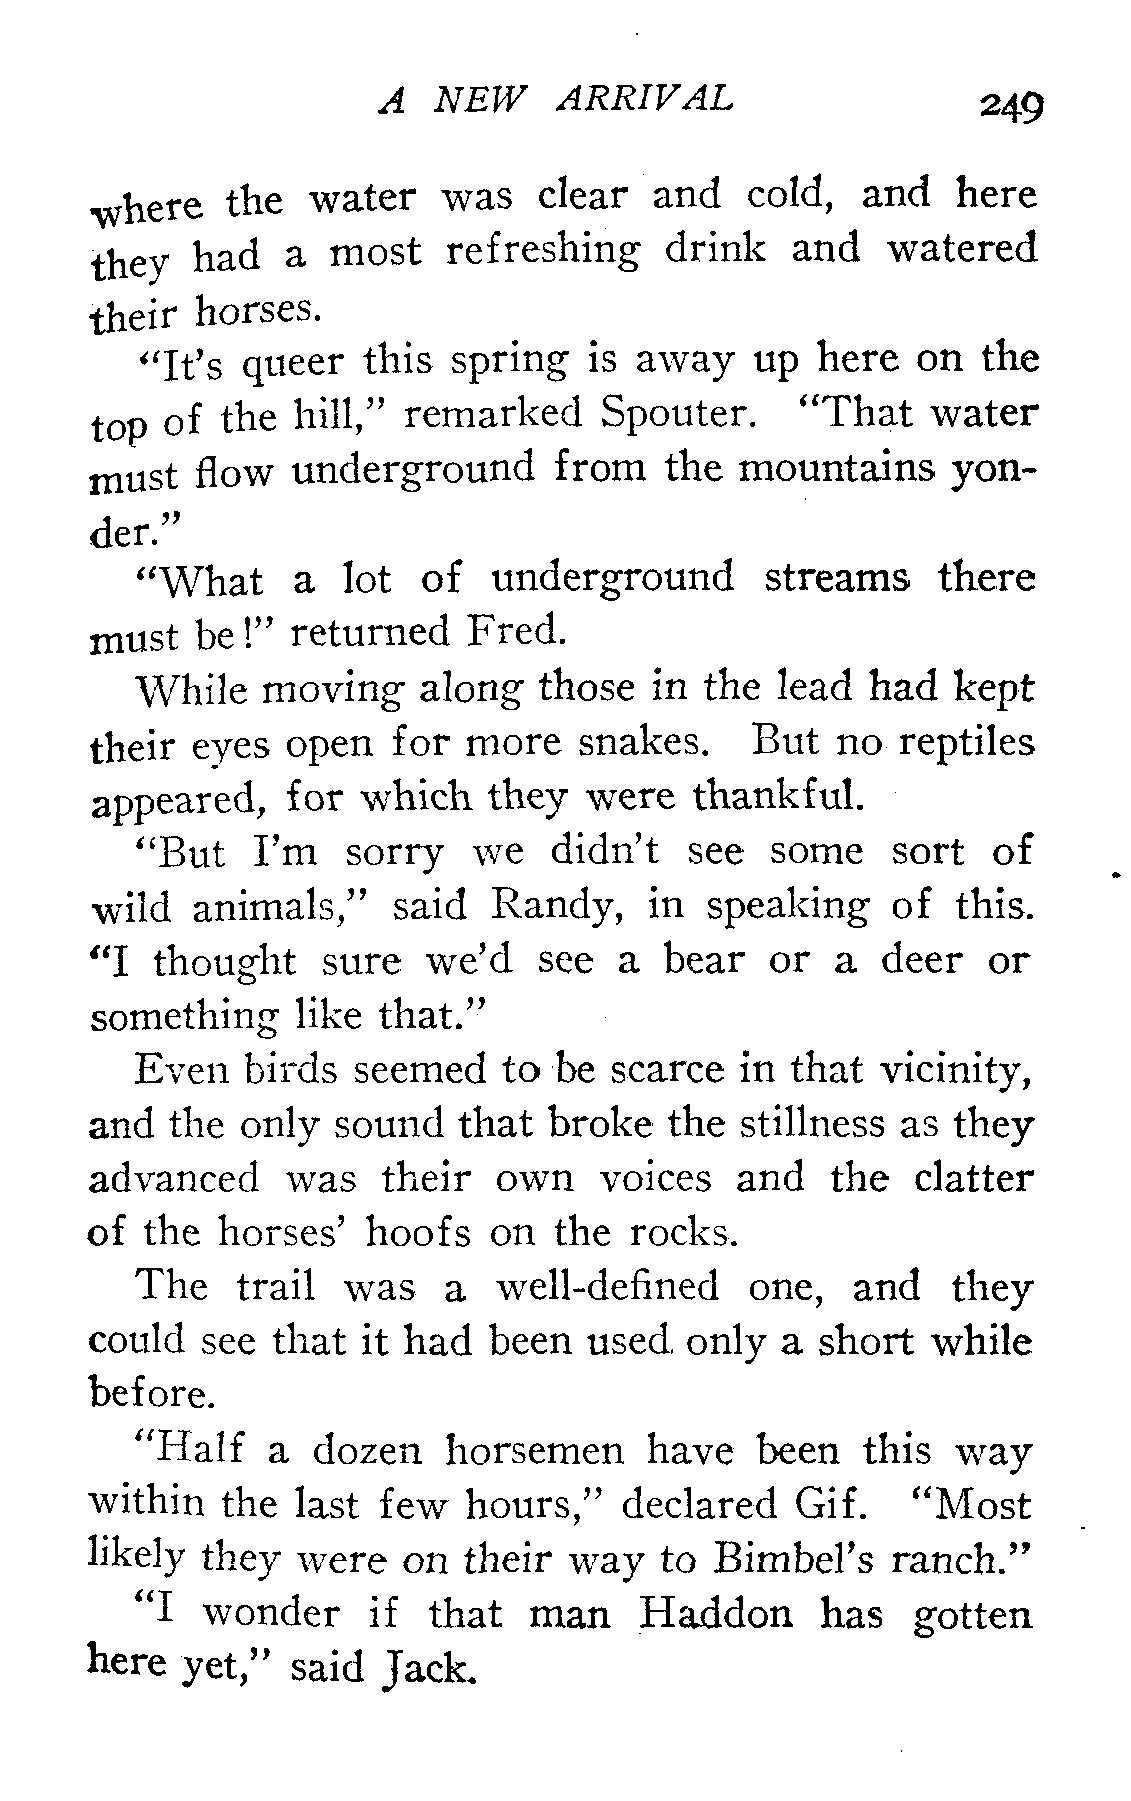 A NEW ARRIVAL 249
where the water was clear and cold, and here
they had a most refreshing drink and watered
their horses.
“It’s queer this spring is away up here on the
top of the hill,” remarked Spouter. “That water
must flow underground from the mountains yon-
der.”
“What a lot of underground streams there
must be!” returned Fred.
While moving along those in the lead had kept
their eyes open for more snakes. But no reptiles
appeared, for which they were thankful.
“But I’m sorry we didn’t see some sort of
wild animals,” said Randy, in speaking of this.
“I thought sure we’d see a bear or a deer or
something like that.”
Even birds seemed to be scarce in that vicinity,
and the only sound that broke the stillness as they
advanced was their own voices and the clatter
of the horses’ hoofs on the rocks.
The trail was a well-defined one, and they
could see that it had been used only a short while
before.
“Half a dozen horsemen have been this way
within the last few hours,” declared Gif. “Most
likely they were on their way to Bimbel’s ranch.”
“I wonder if that man Haddon has gotten
here yet,” said Jack.